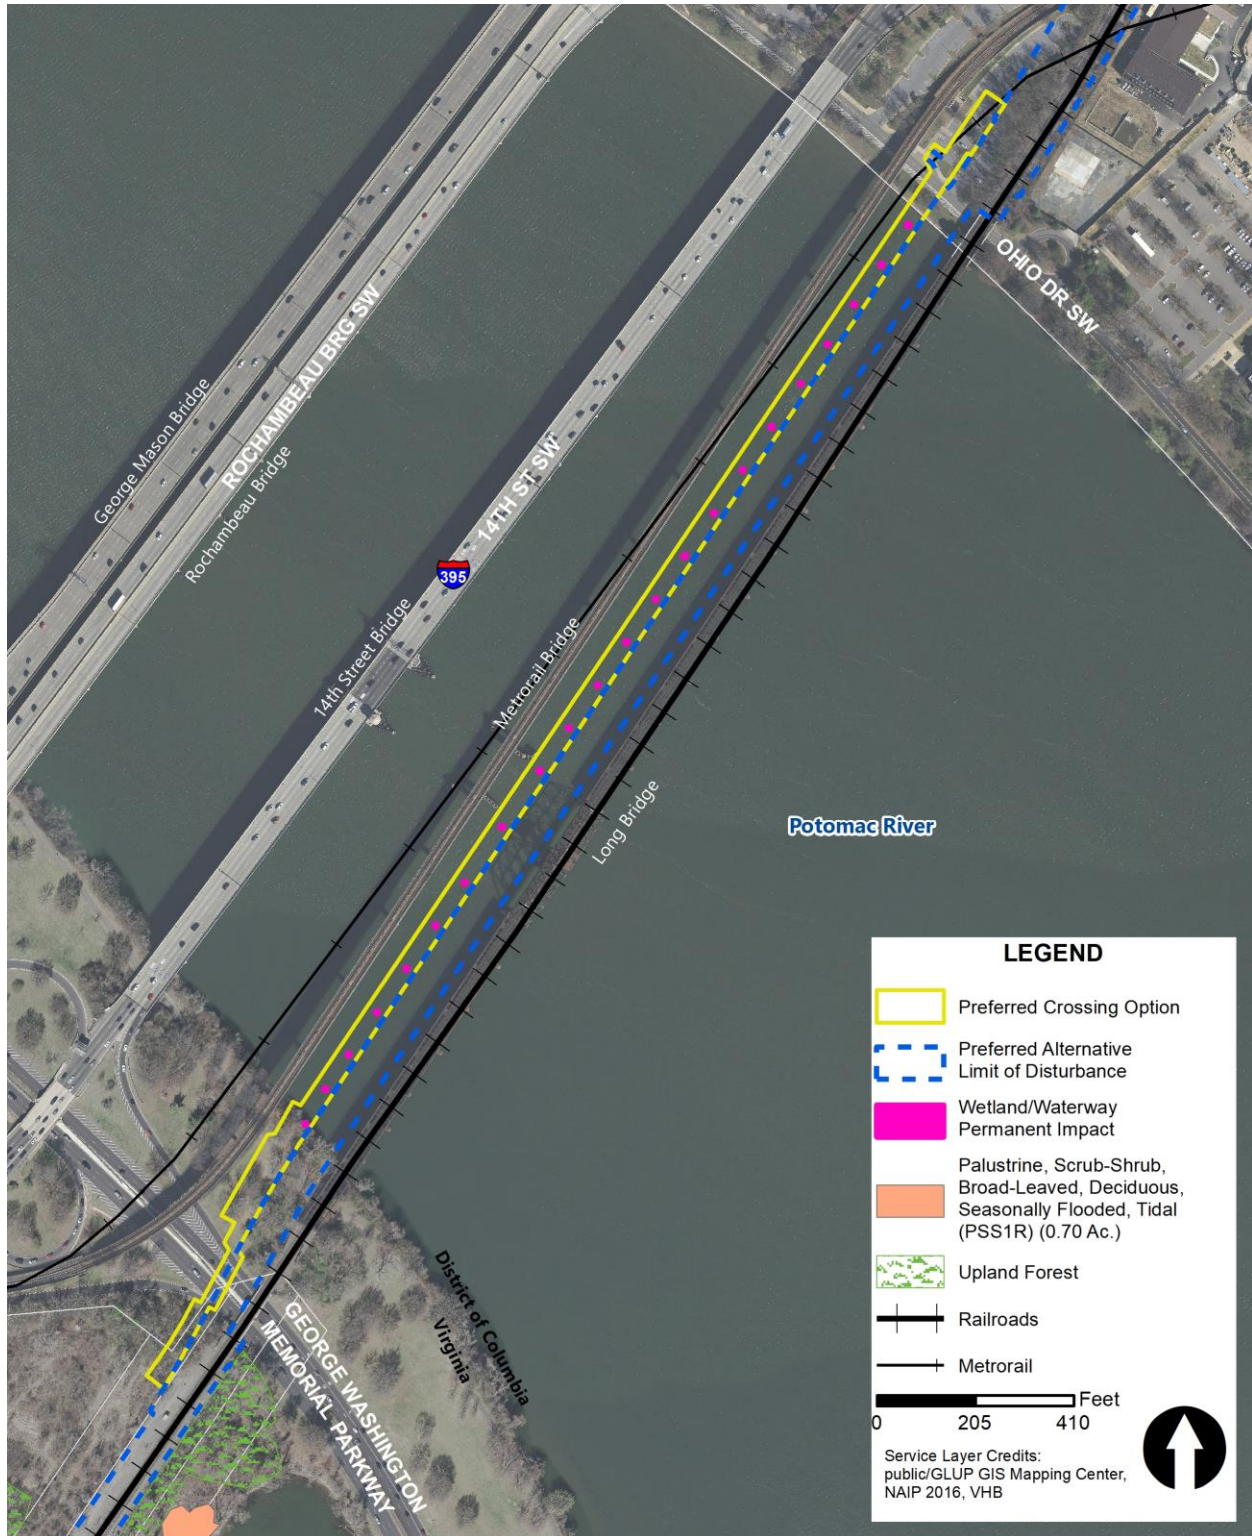 George Mason Bridge
ROCHAMBEAU BRG SW
Rochambeau Bridge
14TH ST SW
395
14th Street Bridge
Metrorail Bridge
OHIO DR SW
Long Bridge
Potomac River
District of Columbia
Virginia
GEORGE WASHINGTON
MEMORIAL PARKWAY
LEGEND
Preferred Crossing Option
Preferred Alternative
Limit of Disturbance
Wetland/Waterway
Permanent Impact
Palustrine, Scrub-Shrub,
Broad-Leaved, Deciduous,
Seasonally Flooded, Tidal
(PSS1R) (0.70 Ac.)
Upland Forest
Railroads
Metrorail
Feet
0 205 410
Service Layer Credits:
public/GLUP GIS Mapping Center,
NAIP 2016, VHB